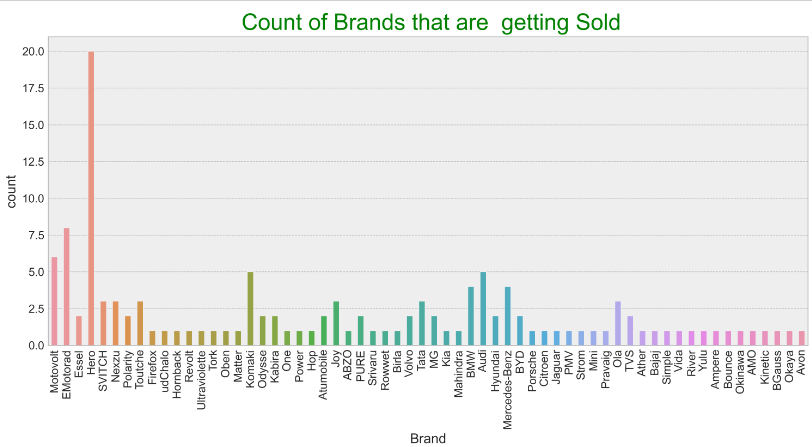 Count of Brands that are  getting Sold
20.0
17.5
15.0
12.5
10.0
7.5
5.0
2.5
0.0
count
Motovolt
EMotorad
Essel
Hero
SVITCH
Nexzu
Polarity
Toutche
Firefox
udChalo
Hornback
Revolt
Ultraviolette
Tork
Oben
Matter
Komaki
Odysse
Kabira
One
Power
Hop
Atumobile
Joy
ABZO
PURE
Srivaru
Rowwet
Birla
Volvo
Tata
MG
Kia
Mahindra
BMW
Audi
Hyundai
Mercedes-Benz
BYD
Porsche
Citroen
Jaguar
PMV
Strom
Mini
Pravaig
Ola
TVS
Ather
Bajaj
Simple
Vida
River
Yulu
Ampere
Bounce
Okinawa
AMO
Kinetic
BGauss
Okaya
Avon
Brand